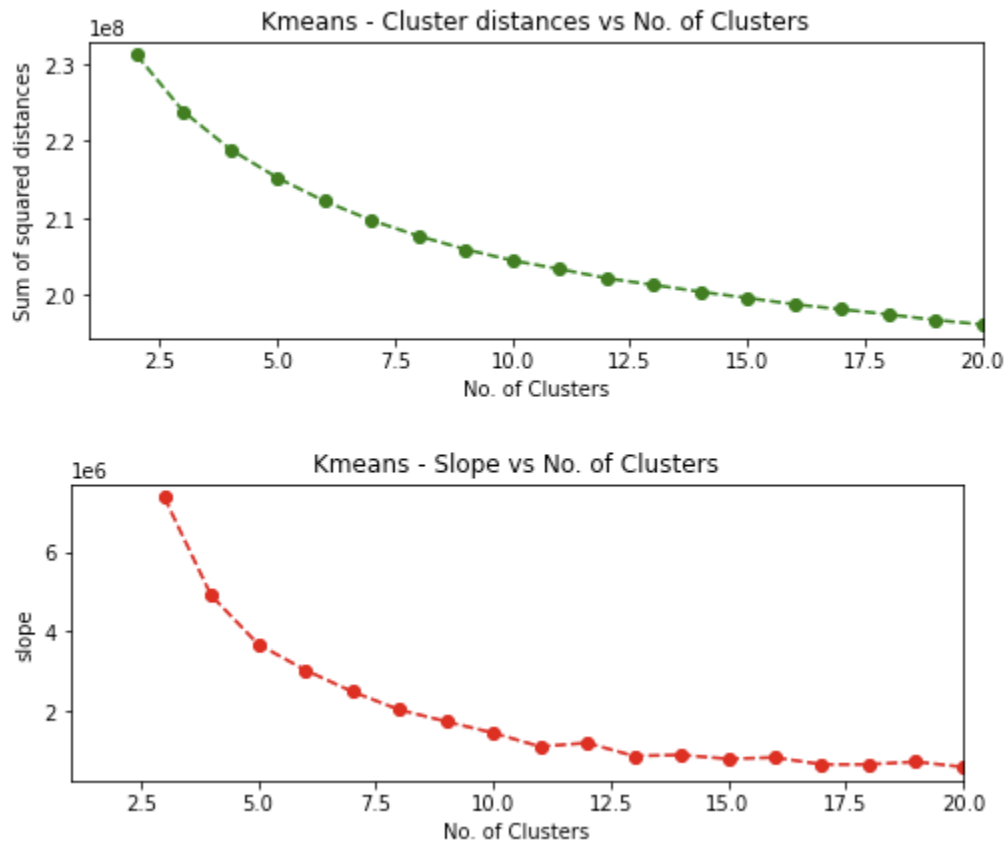 Kmeans - Cluster distances vs No. of Clusters
1e8
Sum of squared distances
2.3
2.2
2.1
2.0
2.5 5.0 7.5 10.0 12.5 15.0 17.5 20.0
No. of Clusters
Kmeans - Slope vs No. of Clusters
1e6
slope
6
4
2
2.5 5.0 7.5 10.0 12.5 15.0 17.5 20.0
No. of Clusters